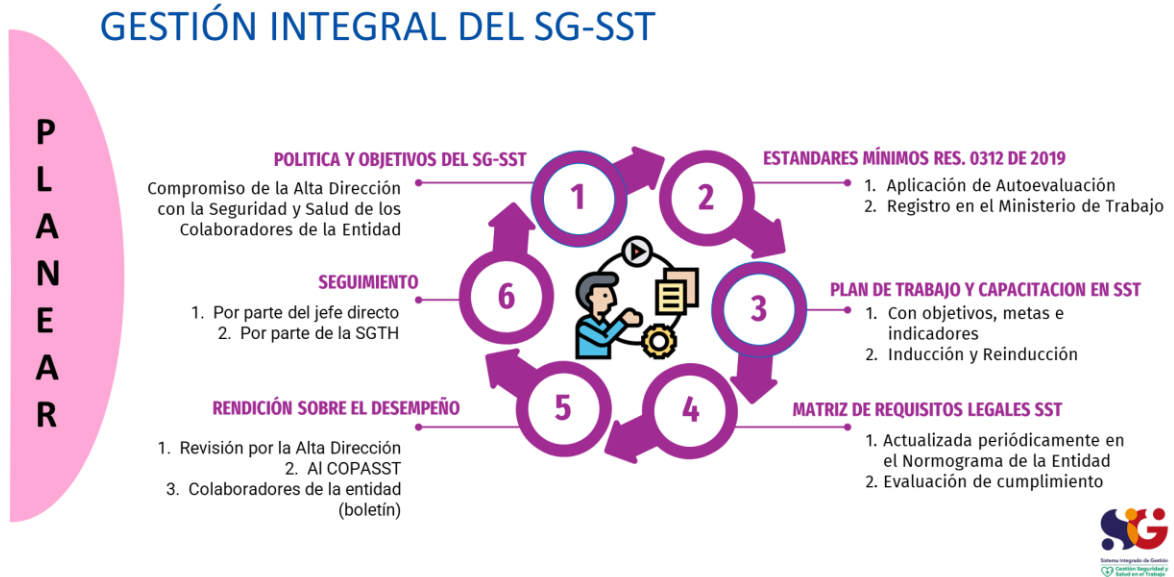 GESTIÓN INTEGRAL DEL SG-SST
PLANEAR
1
POLITICA Y OBJETIVOS DEL SG-SST
Compromiso de la Alta Dirección
con la Seguridad y Salud de los
Colaboradores de la Entidad
2
ESTANDARES MÍNIMOS RES. 0312 DE 2019
1. Aplicación de Autoevaluación
2. Registro en el Ministerio de Trabajo
3
PLAN DE TRABAJO Y CAPACITACION EN SST
1. Con objetivos, metas e
indicadores
2. Inducción y Reinducción
4
MATRIZ DE REQUISITOS LEGALES SST
1. Actualizada periódicamente en
el Normograma de la Entidad
2. Evaluación de cumplimiento
5
RENDICIÓN SOBRE EL DESEMPEÑO
1. Revisión por la Alta Dirección
2. Al COPASST
3. Colaboradores de la entidad
(boletín)
6
SEGUIMIENTO
1. Por parte del jefe directo
2. Por parte de la SGTH
SiG
Sistema Integrado de Gestión
Gestión Seguridad y
Salud en el Trabajo